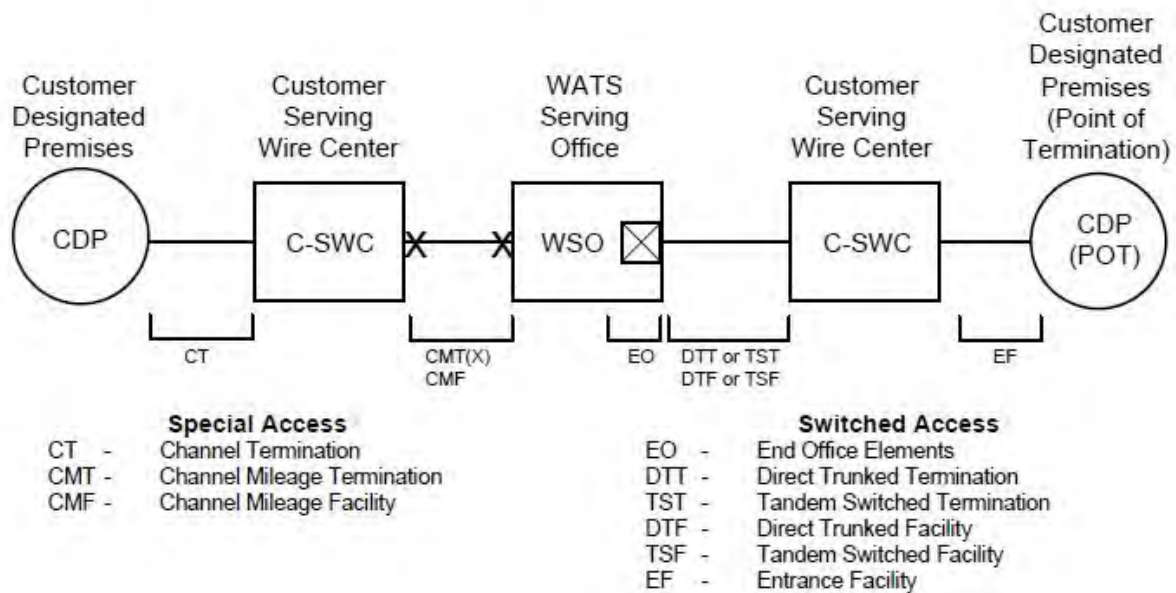 Customer
Designated
Premises
Customer
Serving
Wire Center
WATS
Serving
Office
Customer
Serving
Wire Center
Customer
Designated
Premises
(Point of
Termination)
CDP
C-SWC
X
X
WSO
C-SWC
CDP
(POT)
CT
CMT(X)
CMF
EO
DTT or TST
DTF or TSF
EF
Special Access
CT - Channel Termination
CMT - Channel Mileage Termination
CMF - Channel Mileage Facility
Switched Access
EO - End Office Elements
DTT - Direct Trunked Termination
TST - Tandem Switched Termination
DTF - Direct Trunked Facility
TSF - Tandem Switched Facility
EF - Entrance Facility